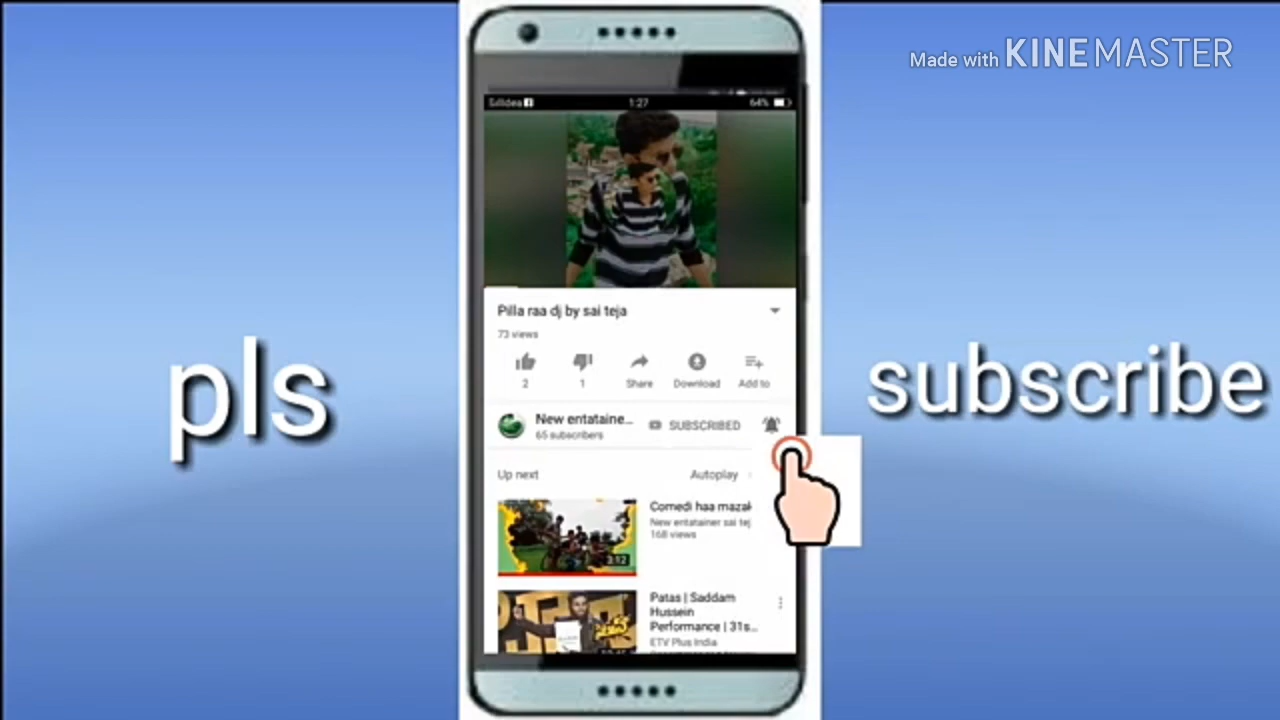 Made with KINEMASTER
1:27
64%
Pilla raa dj by sai teja
73 views
2
1
Share
Download
Add to
pls
subscribe
New entataine...
65 subscribers
SUBSCRIBED
Up next
Autoplay
Comedi haa mazak
New entatainer sai tej
168 views
3:12
Patas | Saddam
Hussein
Performance | 31s...
ETV Plus India